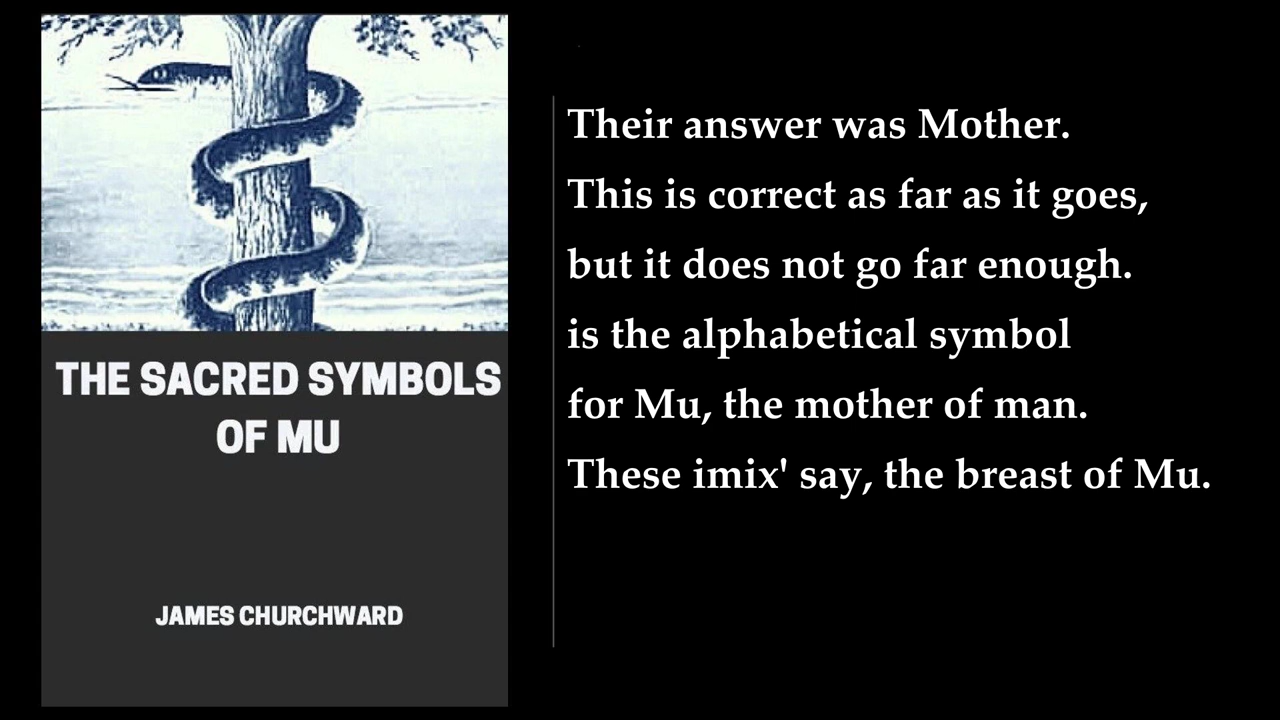 THE SACRED SYMBOLS
OF MU
JAMES CHURCHWARD
Their answer was Mother.
This is correct as far as it goes,
but it does not go far enough.
is the alphabetical symbol
for Mu, the mother of man.
These imix' say, the breast of Mu.